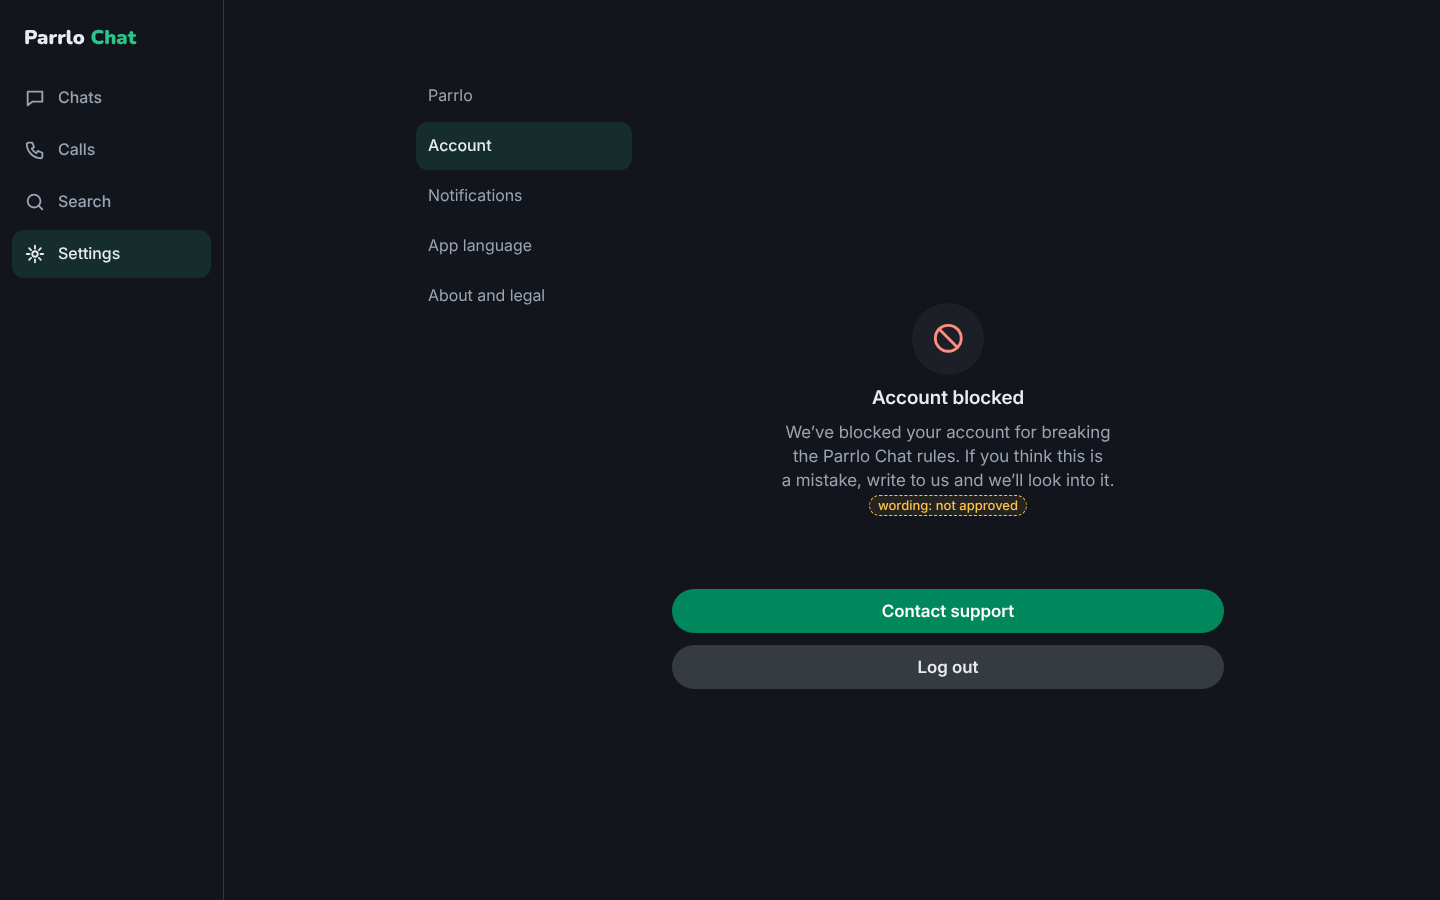 Parrlo Chat
Chats
Calls
Search
Settings
Parrlo
Account
Notifications
App language
About and legal
Account blocked
We’ve blocked your account for breaking
the Parrlo Chat rules. If you think this is
a mistake, write to us and we’ll look into it.
wording: not approved
Contact support
Log out